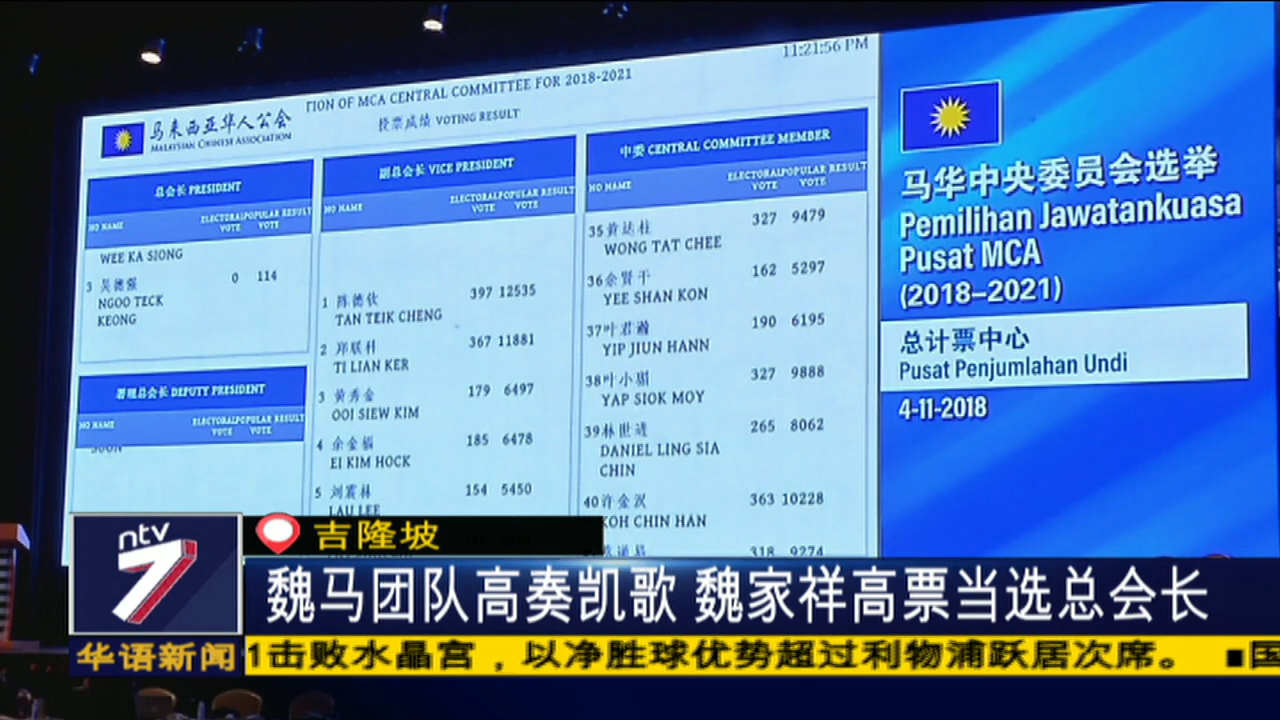 11:21:56 PM
TION OF MCA CENTRAL COMMITTEE FOR 2018-2021
马来西亚华人公会
MALAYSIAN CHINESE ASSOCIATION
投票成绩 VOTING RESULT
总会长 PRESIDENT
NO NAME ELECTORAL VOTE POPULAR VOTE RESULT
WEE KA SIONG
3 吴德强 0 114
NGOO TECK
KEONG
署理总会长 DEPUTY PRESIDENT
NO NAME ELECTORAL VOTE POPULAR VOTE RESULT
副总会长 VICE PRESIDENT
NO NAME ELECTORAL VOTE POPULAR VOTE RESULT
1 陈德钦 397 12535
TAN TEIK CHENG
2 郑联科 367 11881
TI LIAN KER
3 黄秀金 179 6497
OOI SIEW KIM
4 余金福 185 6478
EI KIM HOCK
5 刘震林 154 5450
LAU LEE
中委 CENTRAL COMMITTEE MEMBER
NO NAME ELECTORAL VOTE POPULAR VOTE RESULT
35 黄达柱 327 9479
WONG TAT CHEE
36 余賢干 162 5297
YEE SHAN KON
37 叶君瀚 190 6195
YIP JIUN HANN
38 叶小媚 327 9888
YAP SIOK MOY
39 林世进 265 8062
DANIEL LING SIA
CHIN
40 许金汉 363 10228
KOH CHIN HAN
318 9274
马华中央委员会选举
Pemilihan Jawatankuasa
Pusat MCA
(2018–2021)
总计票中心
Pusat Penjumlahan Undi
4-11-2018
ntv
7
吉隆坡
魏马团队高奏凯歌 魏家祥高票当选总会长
华语新闻
1击败水晶宫，以净胜球优势超过利物浦跃居次席。 ■国